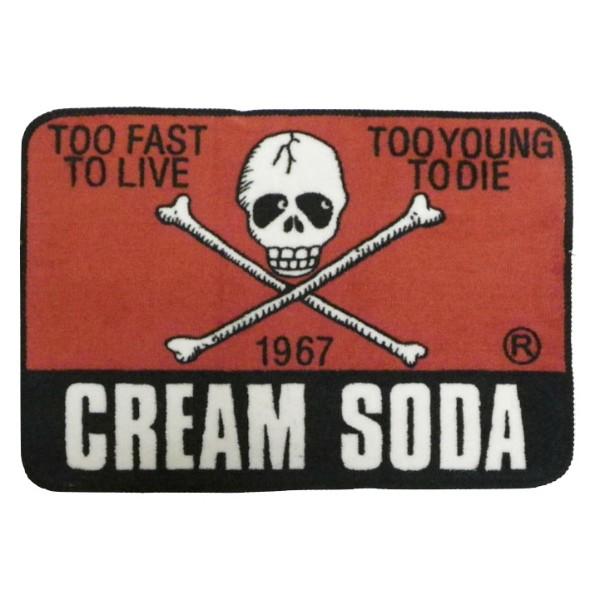 TOO FAST
TO LIVE
TOO YOUNG
TO DIE
1967
®
CREAM SODA